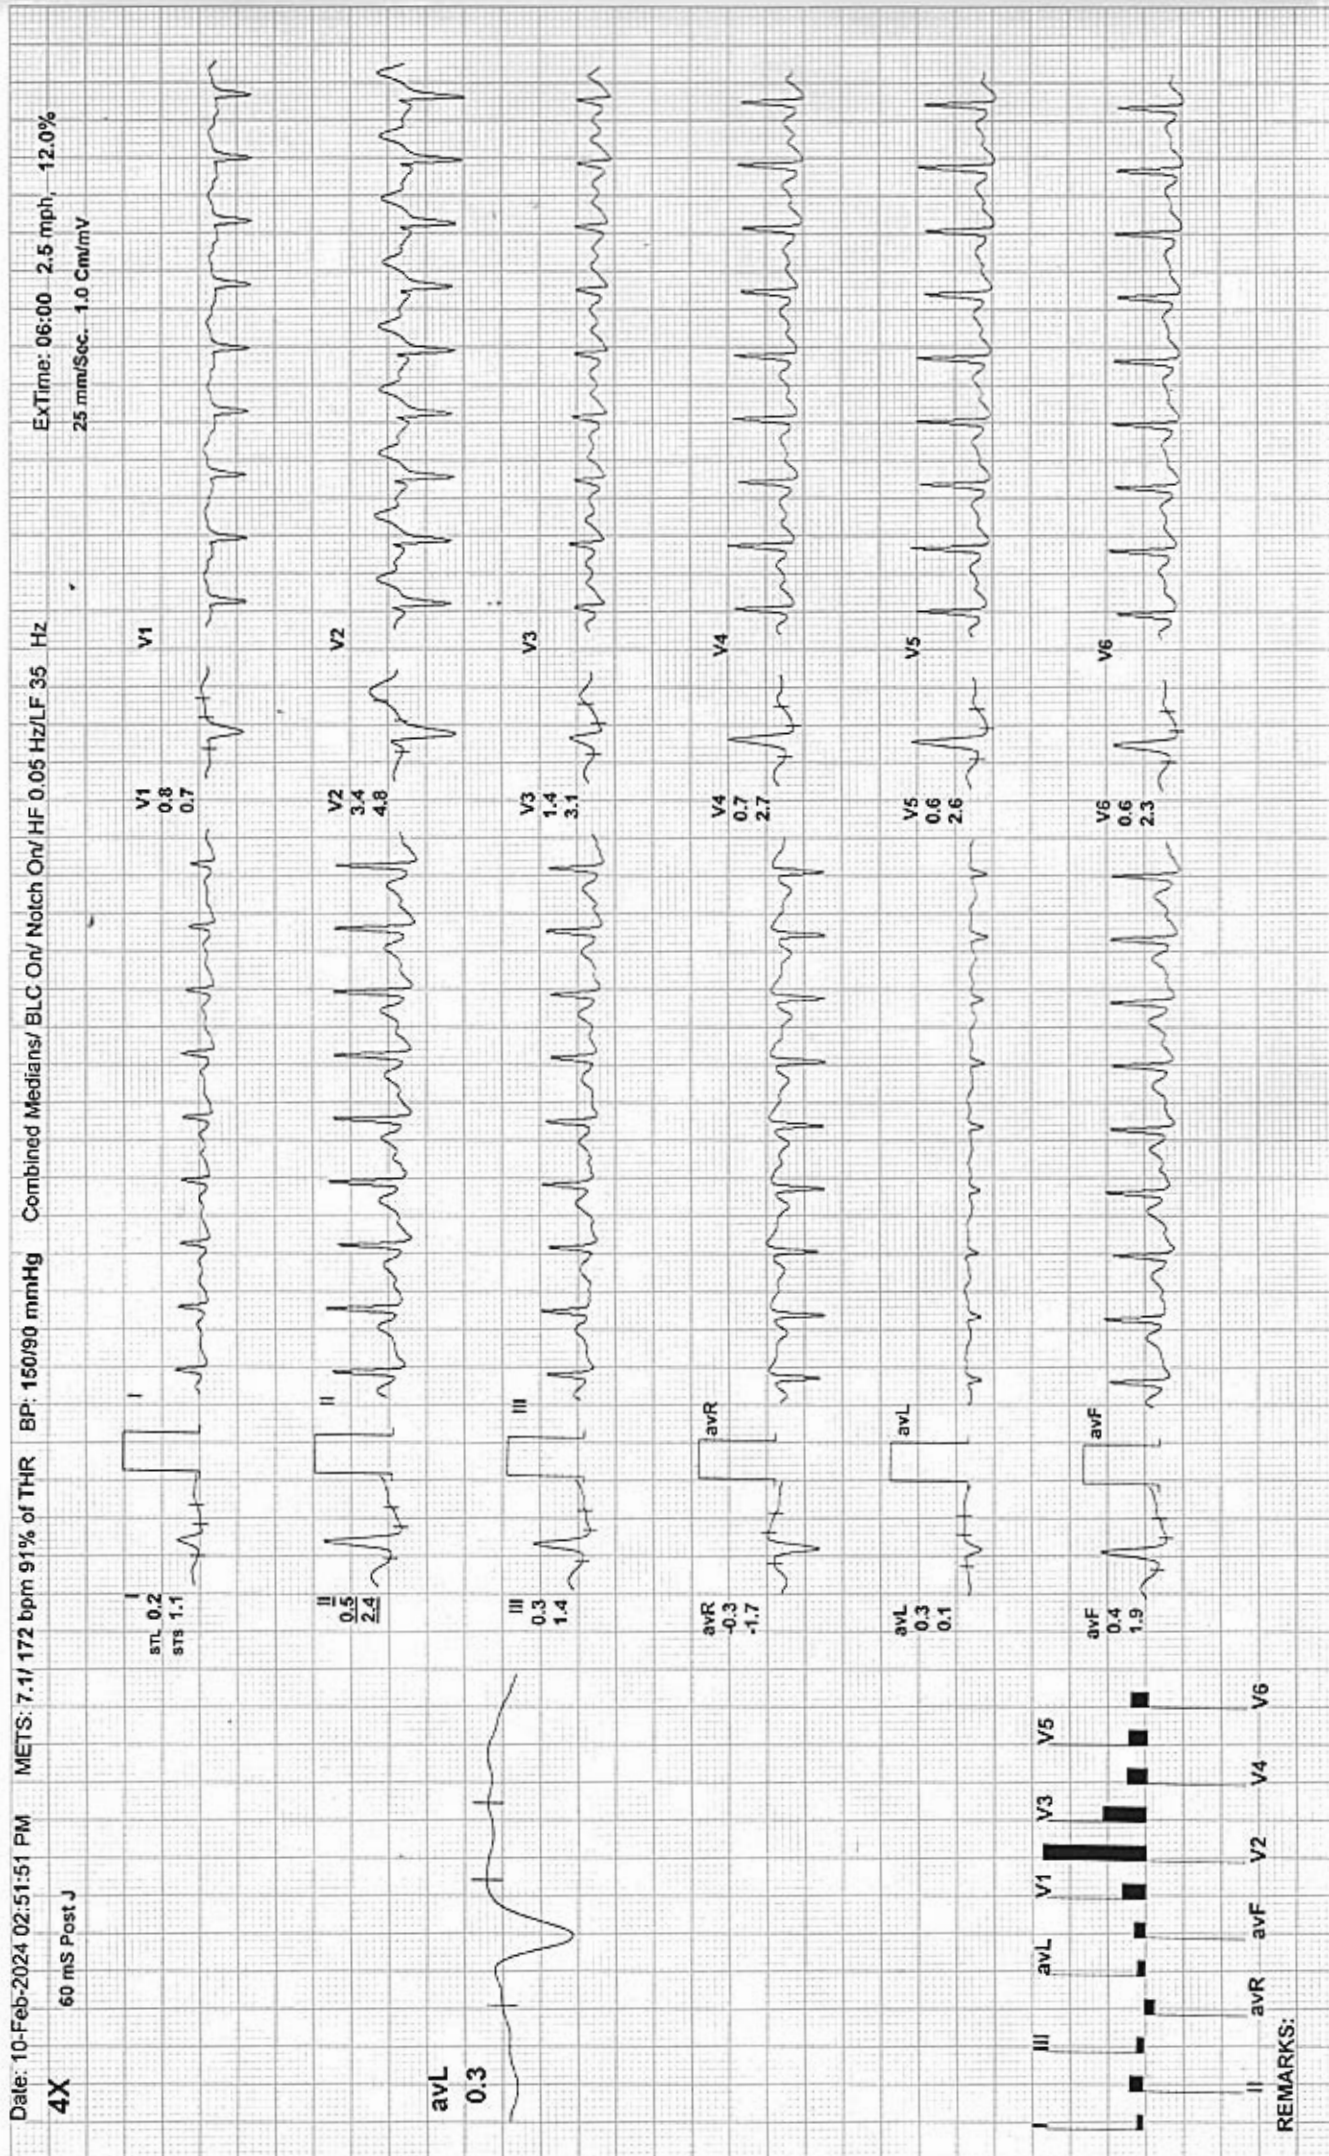 Date: 10-Feb-2024 02:51:51 PM METS: 7.1/ 172 bpm 91% of THR BP: 150/90 mmHg Combined Medians/ BLC On/ Notch On/ HF 0.05 Hz/LF 35 Hz
ExTime: 06:00 2.5 mph, 12.0%
4X 60 mS Post J
25 mm/Sec. 1.0 Cm/mV
I
STL 0.2
STS 1.1
I
V1
0.8
0.7
V1
II
0.5
2.4
II
V2
3.4
4.8
V2
avL
0.3
III
0.3
1.4
III
V3
1.4
3.1
V3
avR
-0.3
-1.7
avR
V4
0.7
2.7
V4
avL
0.3
0.1
avL
V5
0.6
2.6
V5
avF
0.4
1.9
avF
V6
0.6
2.3
V6
I III avL V1 V3 V5
II avR avF V2 V4 V6
REMARKS: